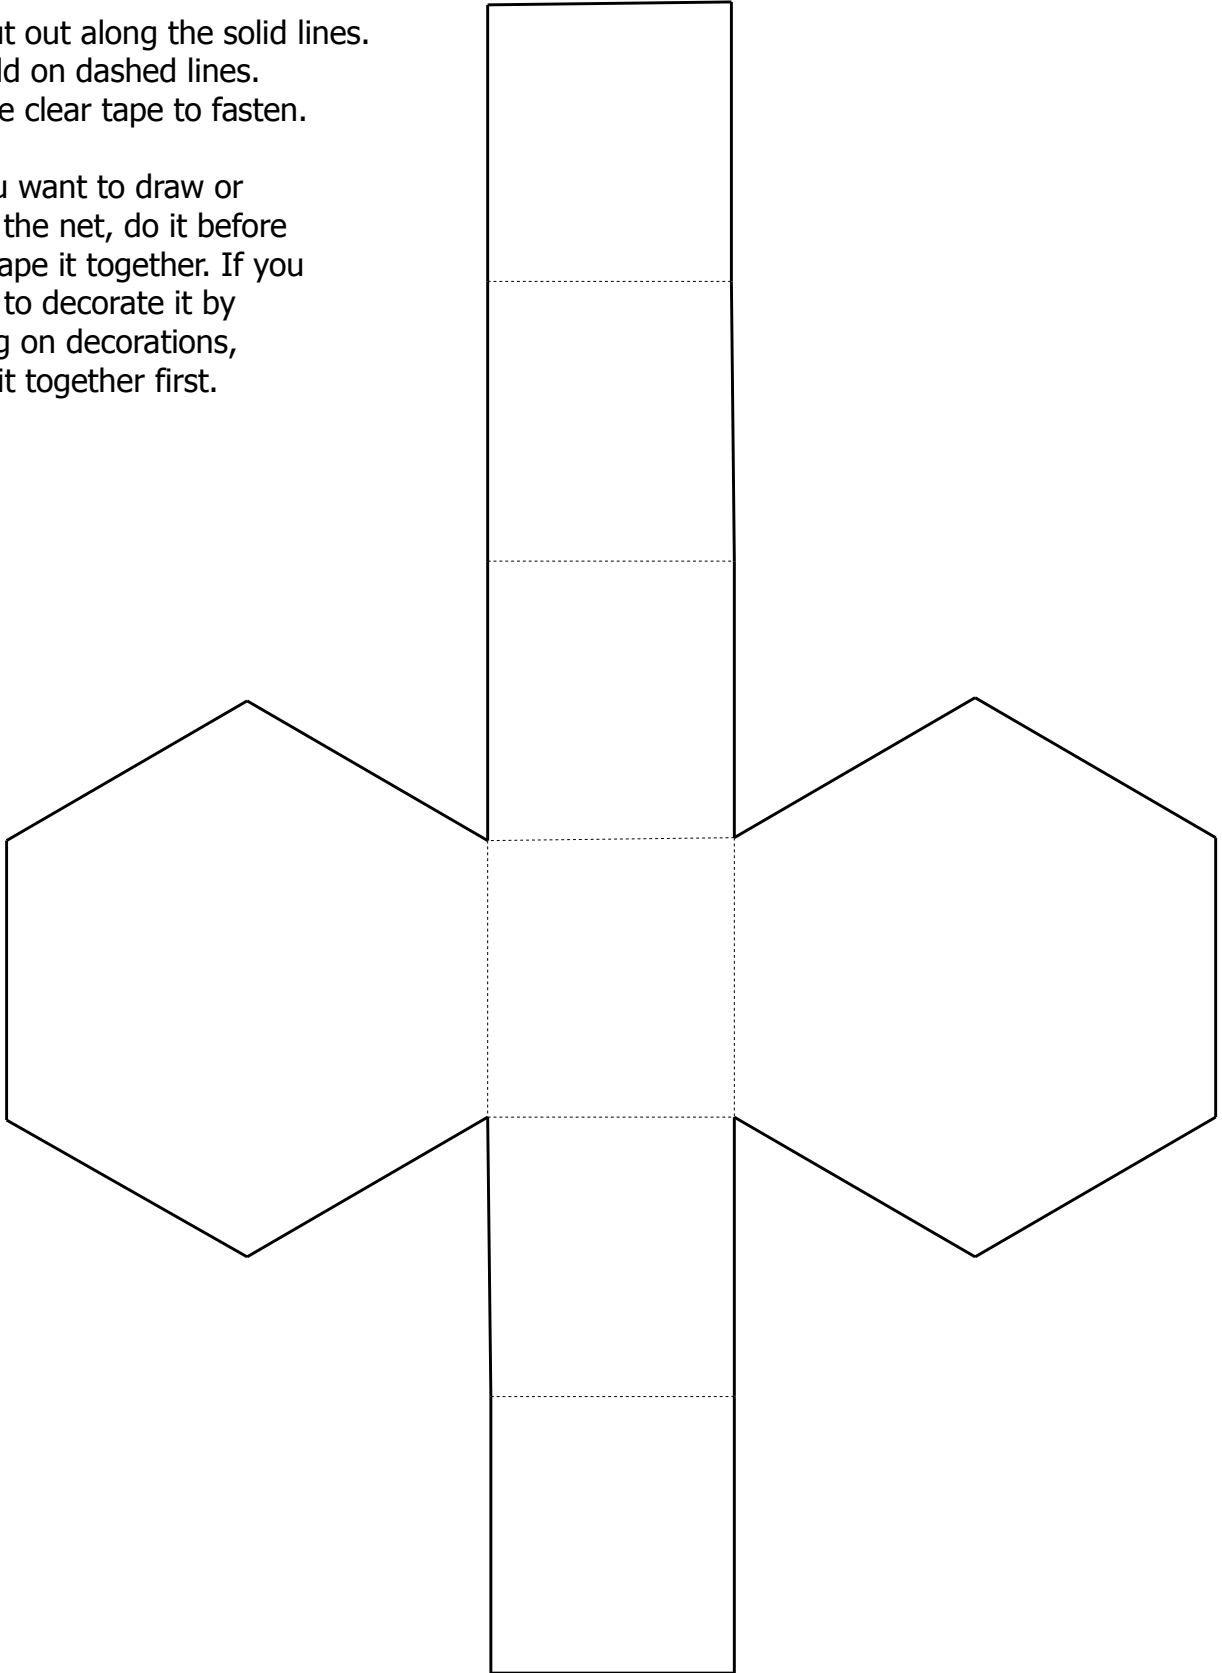 t out along the solid lines.
ld on dashed lines.
e clear tape to fasten.
u want to draw or
the net, do it before
ape it together. If you
to decorate it by
g on decorations,
it together first.